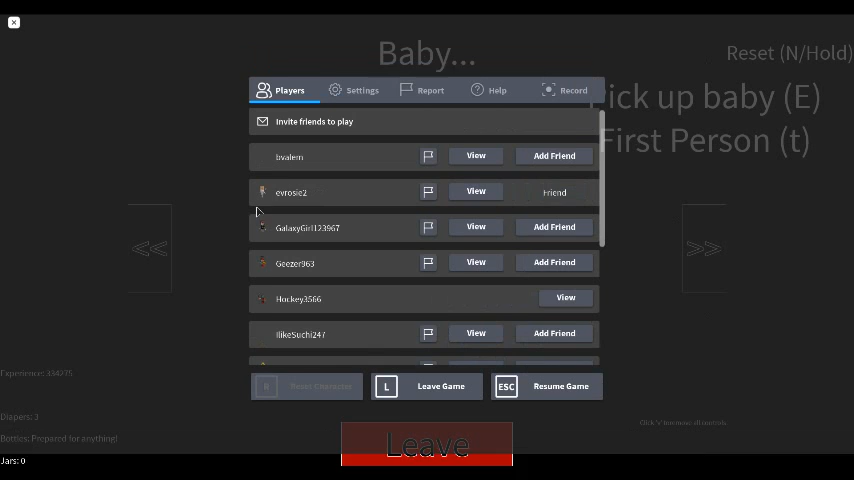 Baby...
Reset (N/Hold)
Players
Settings
Report
Help
Record
ick up baby (E)
First Person (t)
Invite friends to play
bvalem
View
Add Friend
evrosie2
View
Friend
GalaxyGirl123967
View
Add Friend
<<
>>
Geezer963
View
Add Friend
Hockey3566
View
IlikeSuchi247
View
Add Friend
Experience: 334275
R
Reset Character
L
Leave Game
ESC
Resume Game
Diapers: 3
Bottles: Prepared for anything!
Leave
Jars: 0